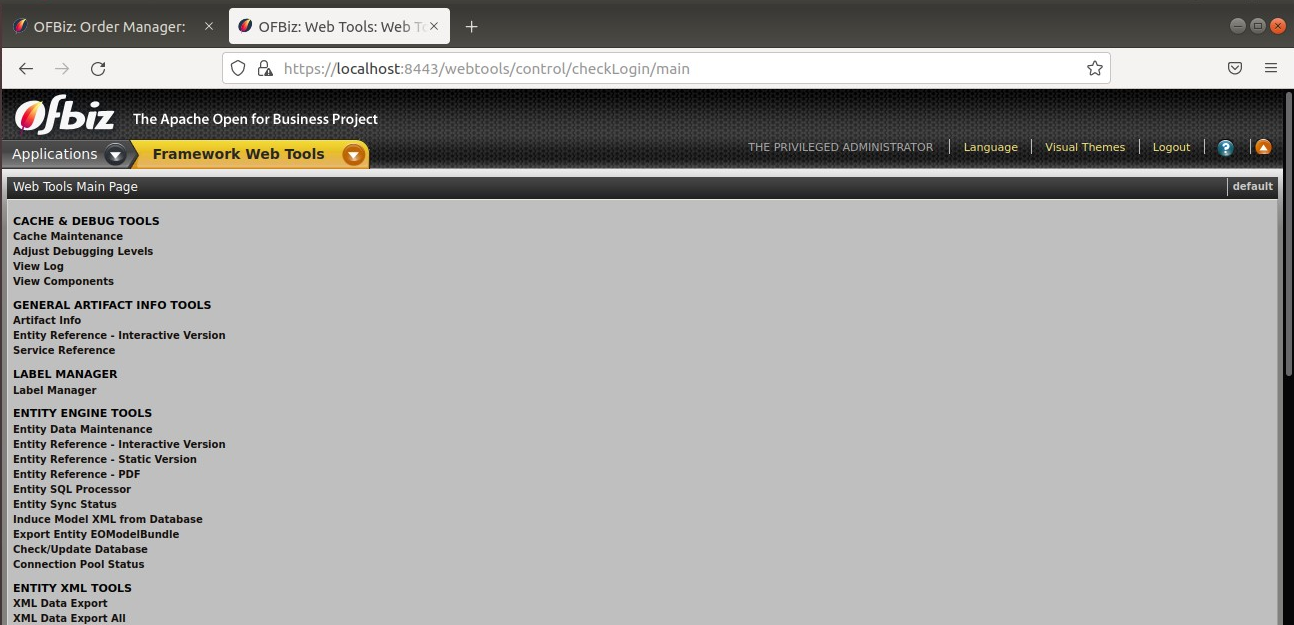 OFBiz: Order Manager:
OFBiz: Web Tools: Web T
https://localhost:8443/webtools/control/checkLogin/main
Ofbiz The Apache Open for Business Project
Applications Framework Web Tools THE PRIVILEGED ADMINISTRATOR Language Visual Themes Logout ?
Web Tools Main Page default
CACHE & DEBUG TOOLS
Cache Maintenance
Adjust Debugging Levels
View Log
View Components
GENERAL ARTIFACT INFO TOOLS
Artifact Info
Entity Reference - Interactive Version
Service Reference
LABEL MANAGER
Label Manager
ENTITY ENGINE TOOLS
Entity Data Maintenance
Entity Reference - Interactive Version
Entity Reference - Static Version
Entity Reference - PDF
Entity SQL Processor
Entity Sync Status
Induce Model XML from Database
Export Entity EOModelBundle
Check/Update Database
Connection Pool Status
ENTITY XML TOOLS
XML Data Export
XML Data Export All